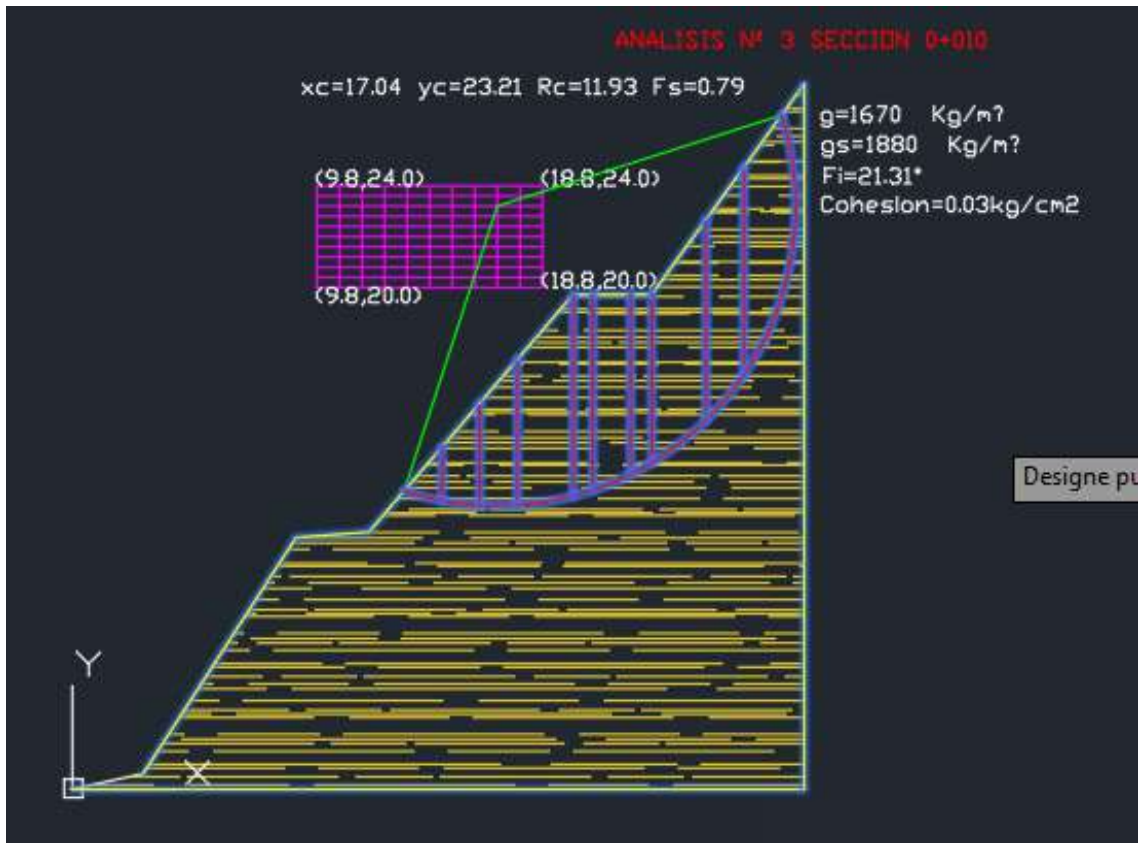 ANALISIS Nº 3 SECCION 0+010
xc=17.04 yc=23.21 Rc=11.93 Fs=0.79
g=1670 Kg/m?
gs=1880 Kg/m?
Fi=21.31°
Cohesion=0.03kg/cm2
(9.8,24.0)
(18.8,24.0)
(9.8,20.0)
(18.8,20.0)
Designe pu
Y
X